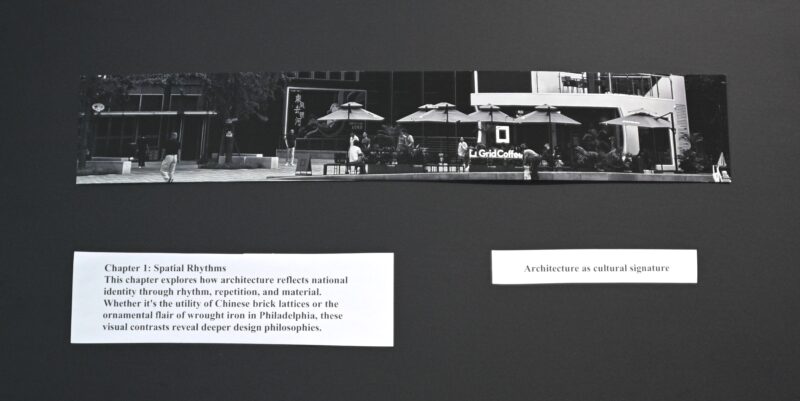 Grid Coffee
Chapter 1: Spatial Rhythms
This chapter explores how architecture reflects national
identity through rhythm, repetition, and material.
Whether it's the utility of Chinese brick lattices or the
ornamental flair of wrought iron in Philadelphia, these
visual contrasts reveal deeper design philosophies.
Architecture as cultural signature